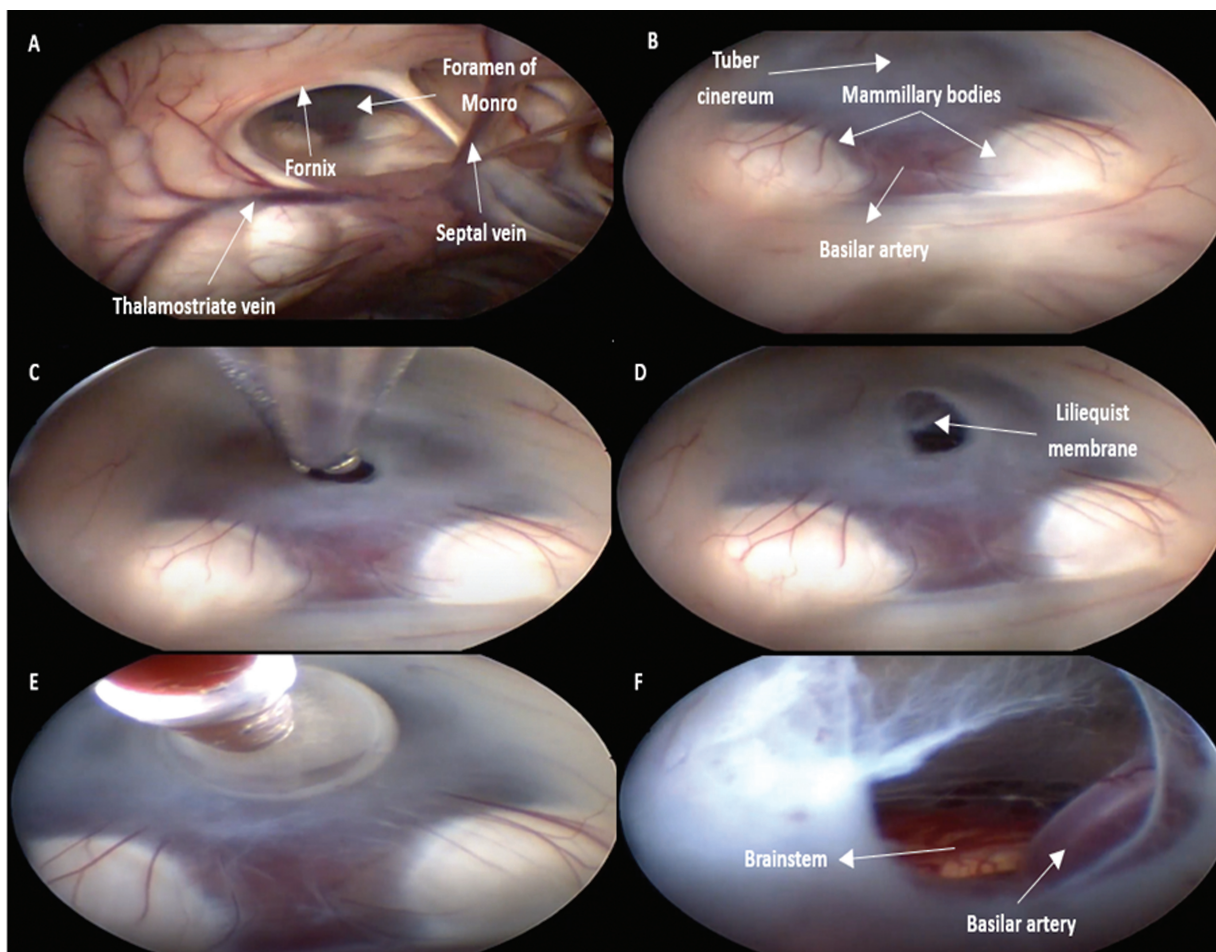 A
Foramen of
Monro
Fornix
Septal vein
Thalamostriate vein
B
Tuber
cinereum
Mammillary bodies
Basilar artery
C
D
Liliequist
membrane
E
F
Brainstem
Basilar artery